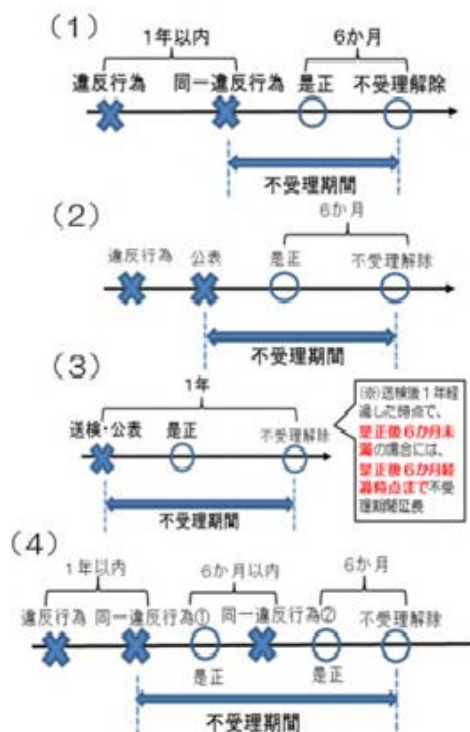 (1)
1年以内 6か月
違反行為 同一違反行為 是正 不受理解除
不受理期間
(2)
6か月
違反行為 公表 是正 不受理解除
不受理期間
(3)
1年
送検・公表 是正 不受理解除
不受理期間
(※)送検後1年経
過した時点で、
是正後6か月未
満の場合には、
是正後6か月経
過時点まで不受
理期間延長
(4)
1年以内 6か月以内 6か月
違反行為 同一違反行為① 同一違反行為② 不受理解除
是正 是正
不受理期間